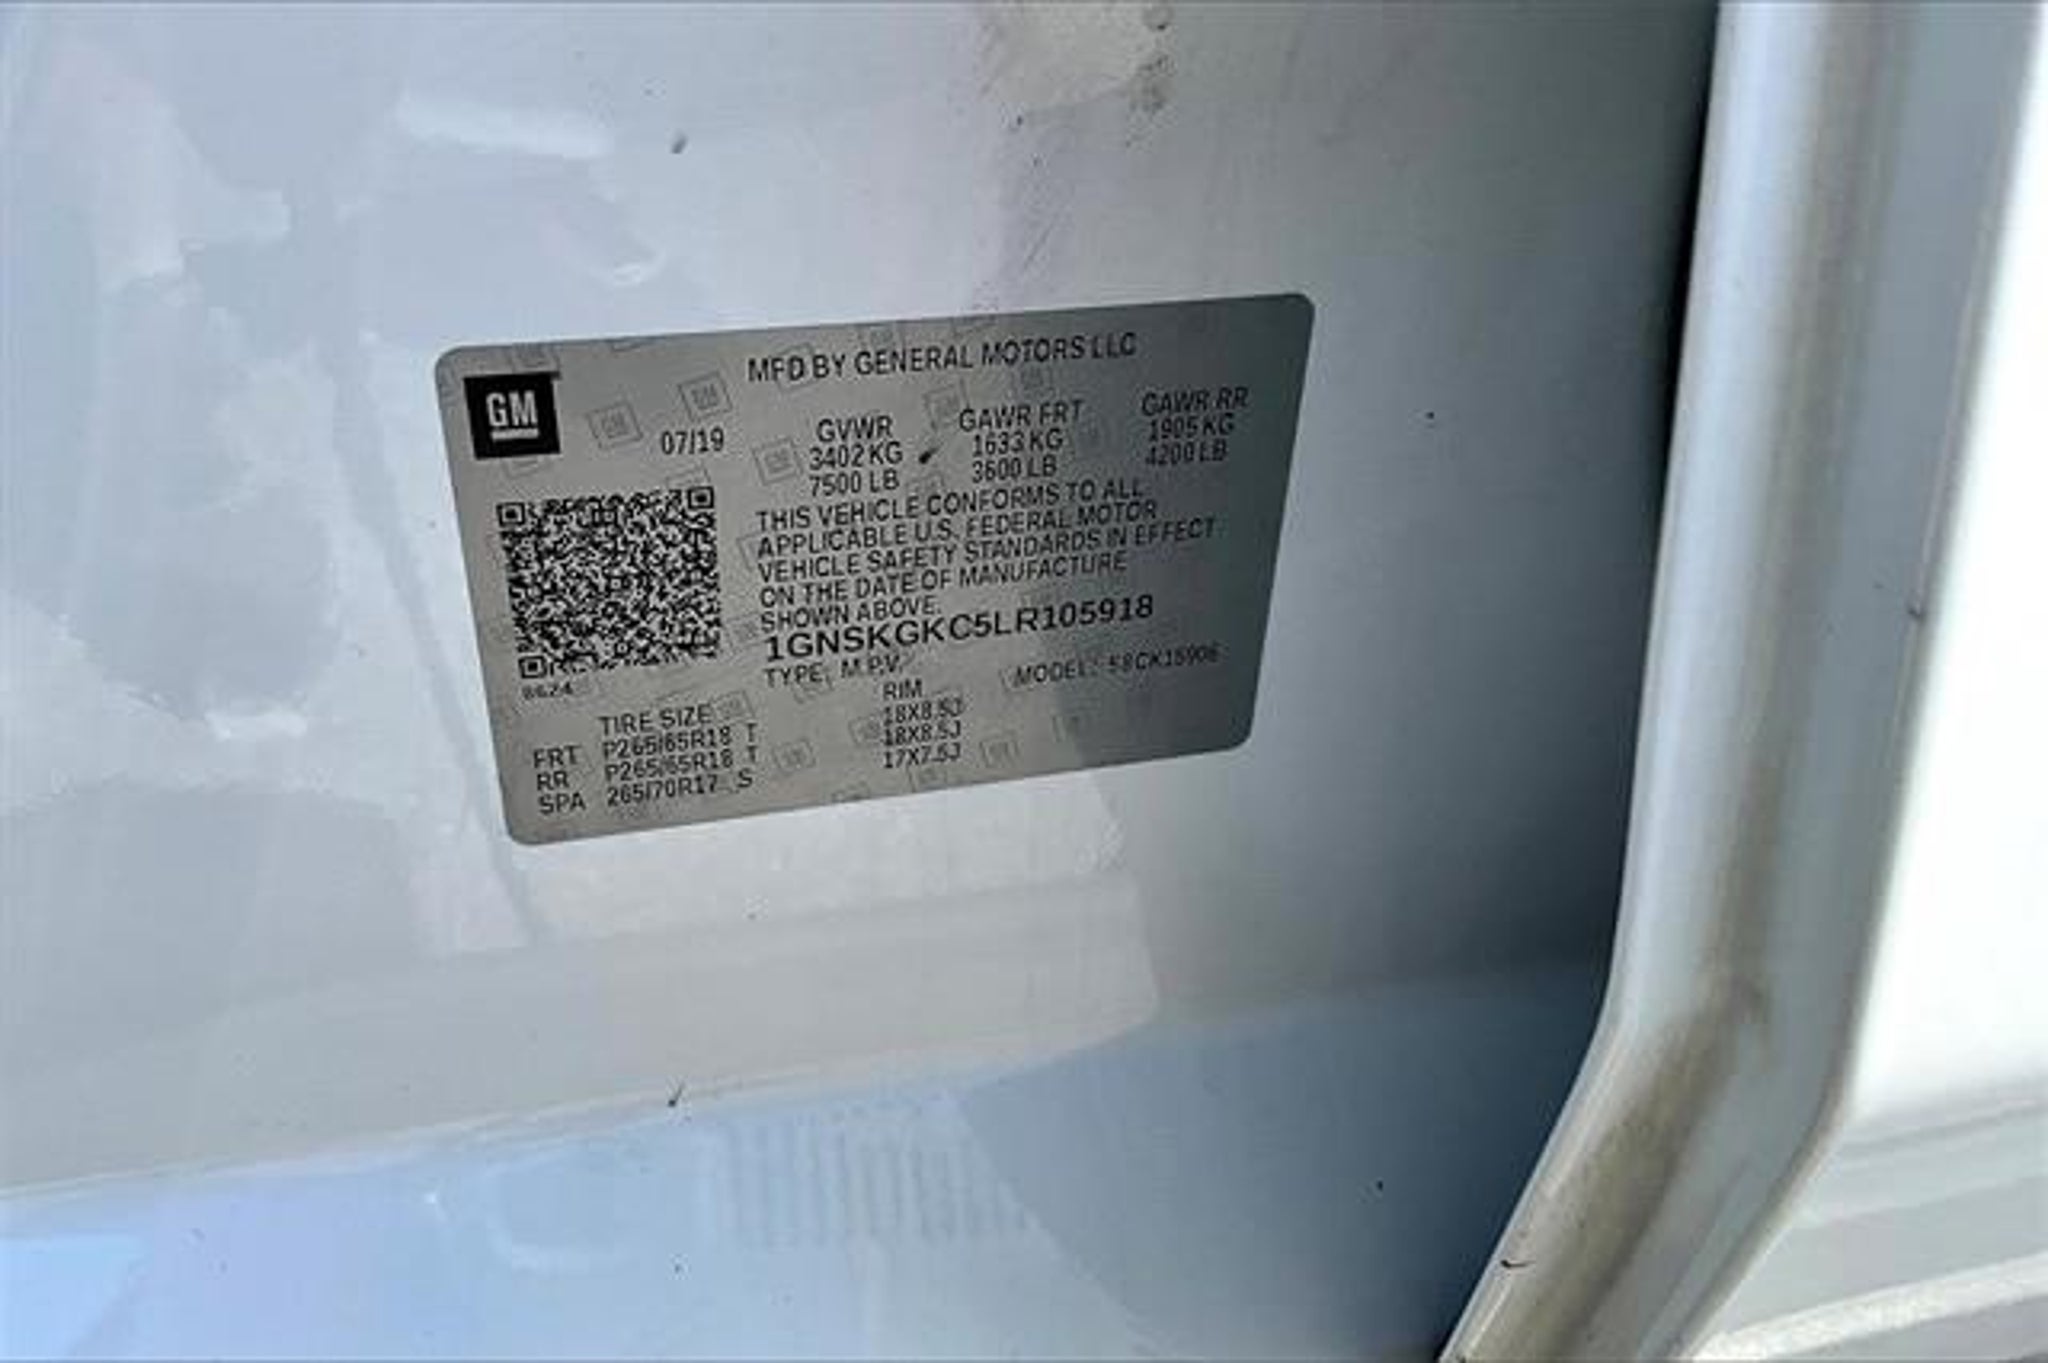 MFD BY GENERAL MOTORS LLC
GM
07/19
GVWR
3402 KG
7500 LB
GAWR FRT
1633 KG
3600 LB
GAWR RR
1905 KG
4200 LB
THIS VEHICLE CONFORMS TO ALL
APPLICABLE U.S. FEDERAL MOTOR
VEHICLE SAFETY STANDARDS IN EFFECT
ON THE DATE OF MANUFACTURE
SHOWN ABOVE.
1GNSKGKC5LR105918
TYPE: M.P.V.
MODEL: S8CK15906
8624
TIRE SIZE RIM
FRT P265/65R18 T 18X8.5J
RR P265/65R18 T 18X8.5J
SPA 265/70R17 S 17X7.5J